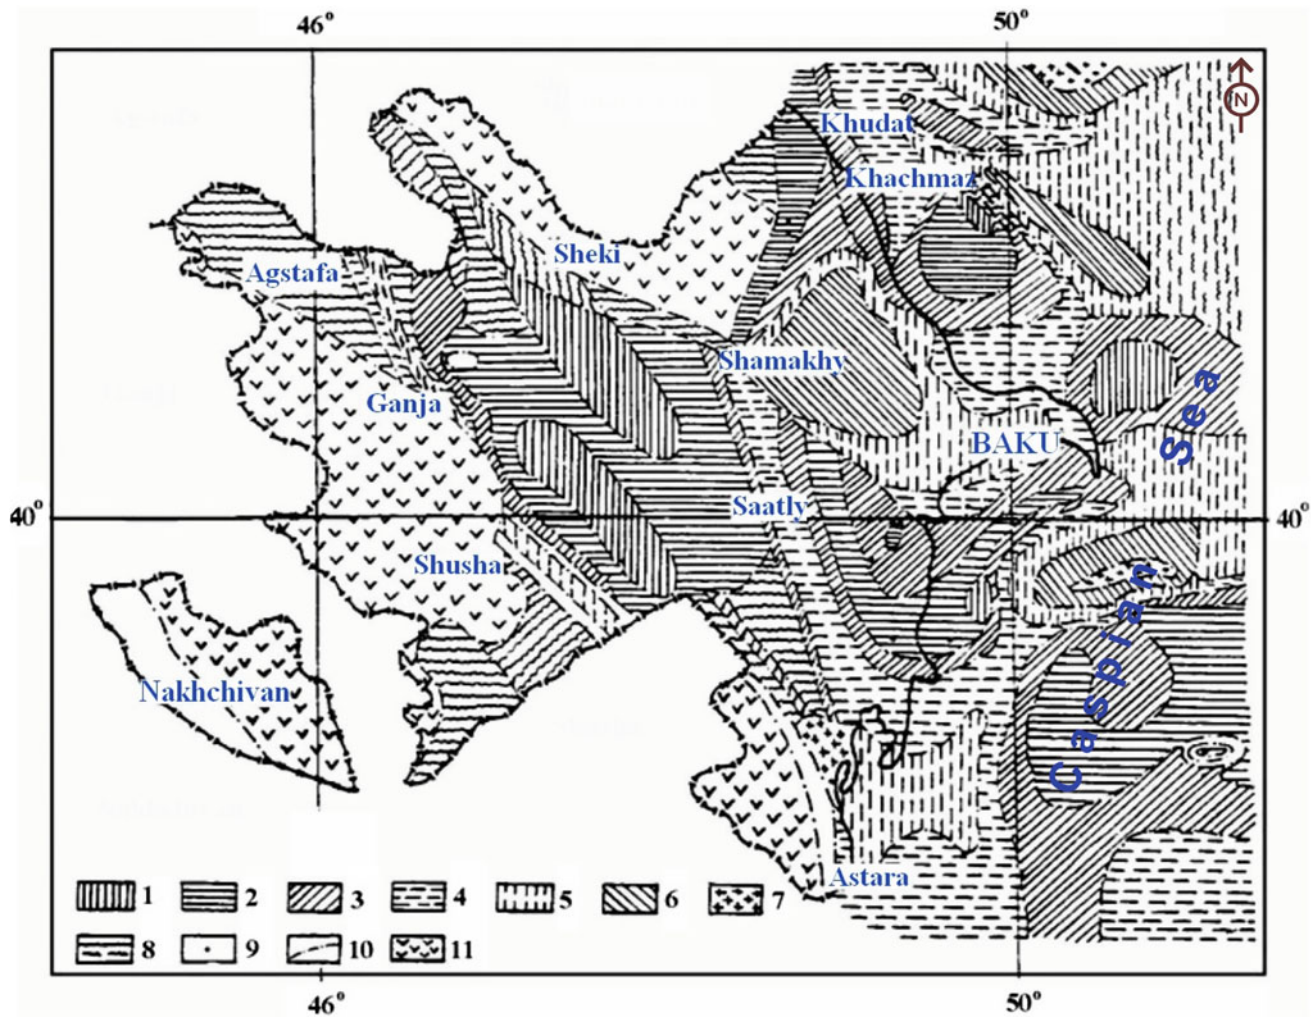 46° 50°
N
Khudat
Khachmaz
Sheki
Agstafa
Shamakhy
Ganja
Sea
BAKU
Saatly
40° 40°
Shusha
Caspian
Nakhchivan
Astara
1 2 3 4 5 6 7
8 9 10 11
46° 50°